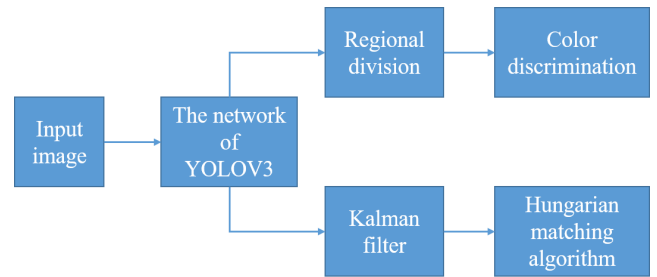 Input
image
The network
of
YOLOV3
Regional
division
Color
discrimination
Kalman
filter
Hungarian
matching
algorithm